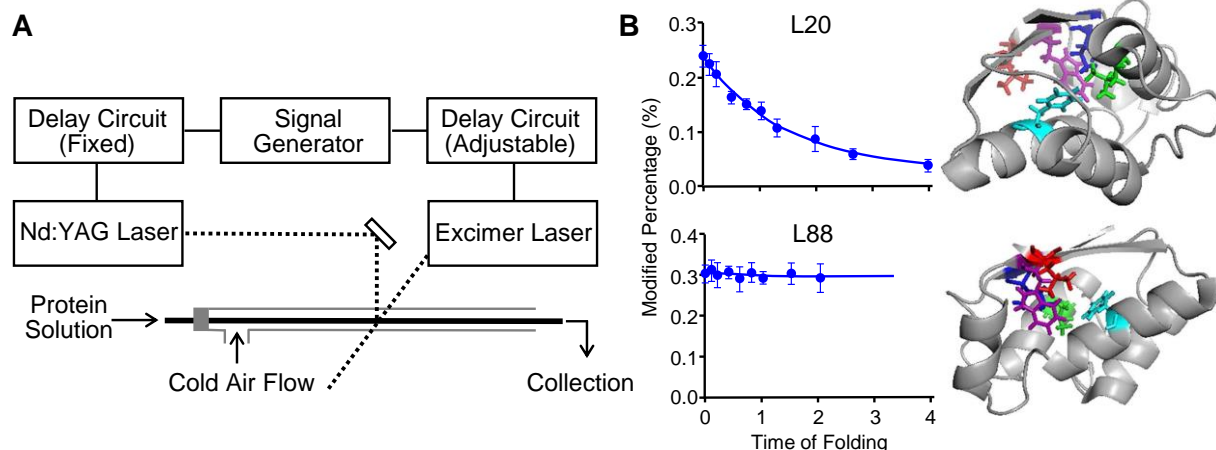 A
Delay Circuit
(Fixed)
Signal
Generator
Delay Circuit
(Adjustable)
Nd:YAG Laser
Excimer Laser
Protein
Solution
Cold Air Flow
Collection
B
L20
0.3
0.2
0.1
0.0
Modified Percentage (%)
L88
0.4
0.3
0.2
0.1
0.0
0
1
2
3
4
Time of Folding